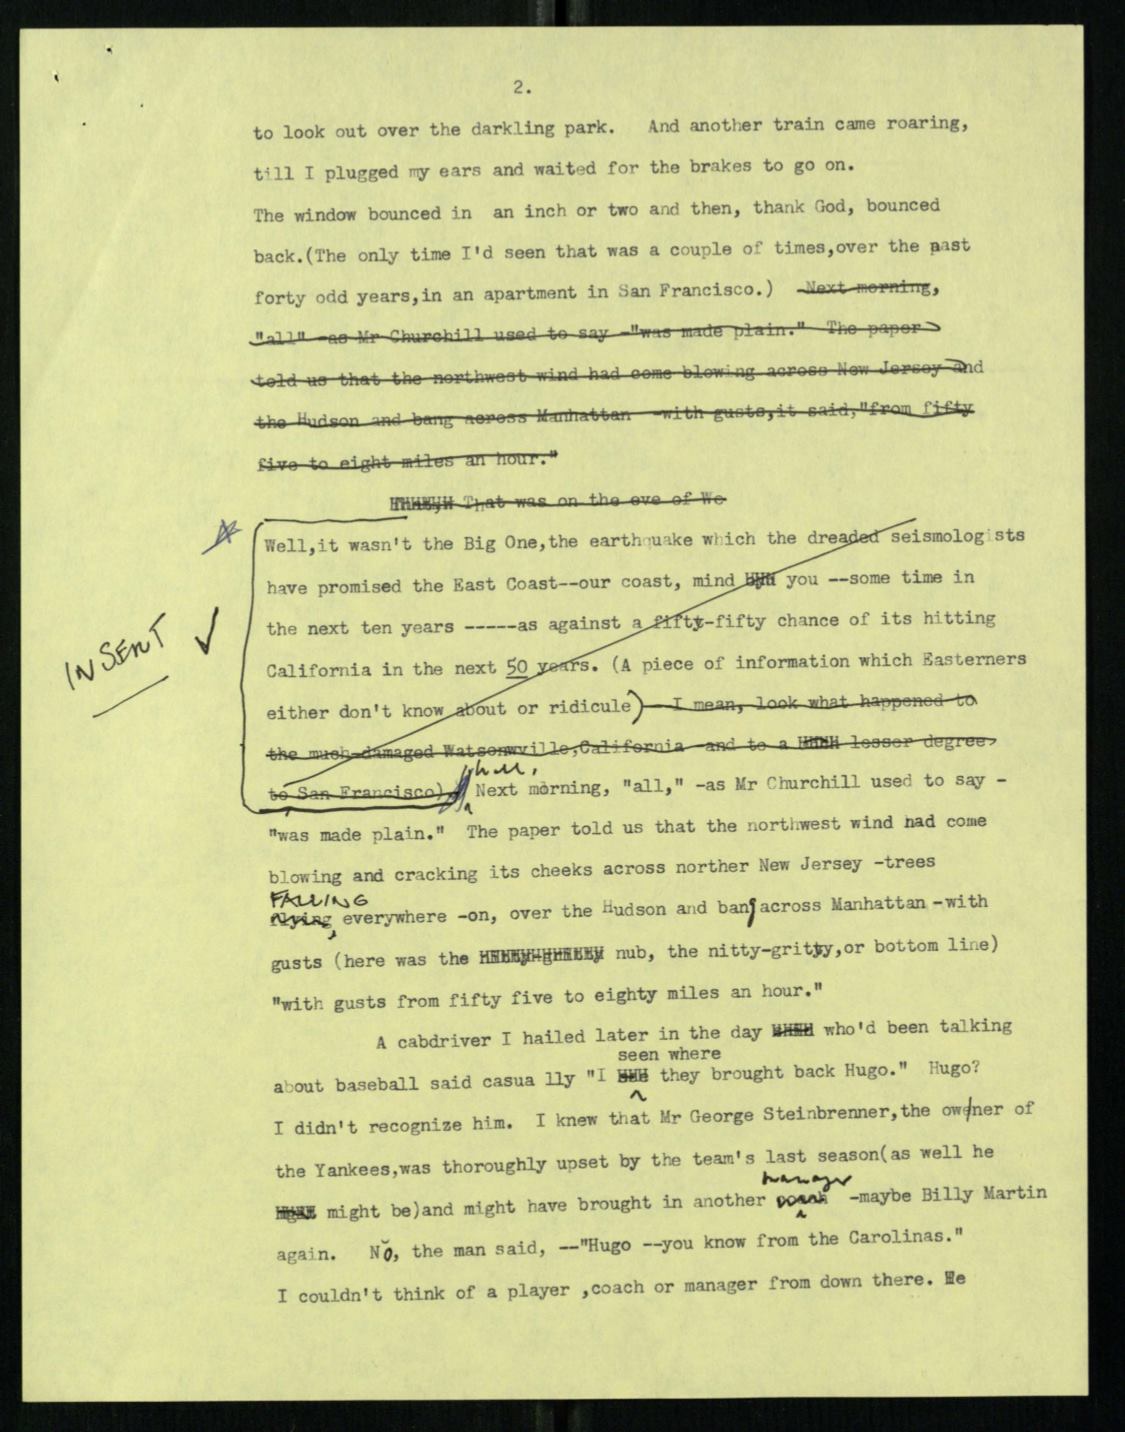 2.
to look out over the darkling park. And another train came roaring,
till I plugged my ears and waited for the brakes to go on.
The window bounced in an inch or two and then, thank God, bounced
back.(The only time I'd seen that was a couple of times,over the past
forty odd years,in an apartment in San Francisco.) Next morning,
"all" -as Mr Churchill used to say -"was made plain." The paper
told us that the northwest wind had come blowing across New Jersey and
the Hudson and bang across Manhattan -with gusts,it said,"from fifty
five to eight miles an hour."
That was on the eve of We
Well,it wasn't the Big One,the earthquake which the dreaded seismologists
have promised the East Coast--our coast, mind you --some time in
INSERT
the next ten years -----as against a fifty-fifty chance of its hitting
California in the next 50 years. (A piece of information which Easterners
either don't know about or ridicule) I mean, look what happened to
the much-damaged Watsonwville,California -and to a lesser degree
to San Francisco) Next morning, "all," -as Mr Churchill used to say -
"was made plain." The paper told us that the northwest wind had come
blowing and cracking its cheeks across norther New Jersey -trees
FALLING
flying everywhere -on, over the Hudson and bang across Manhattan -with
gusts (here was the nub, the nitty-gritty,or bottom line)
"with gusts from fifty five to eighty miles an hour."
A cabdriver I hailed later in the day who'd been talking
seen where
about baseball said casua lly "I they brought back Hugo." Hugo?
I didn't recognize him. I knew that Mr George Steinbrenner,the owener of
the Yankees,was thoroughly upset by the team's last season(as well he
manager
might be)and might have brought in another coach -maybe Billy Martin
again. No, the man said, --"Hugo --you know from the Carolinas."
I couldn't think of a player ,coach or manager from down there. He